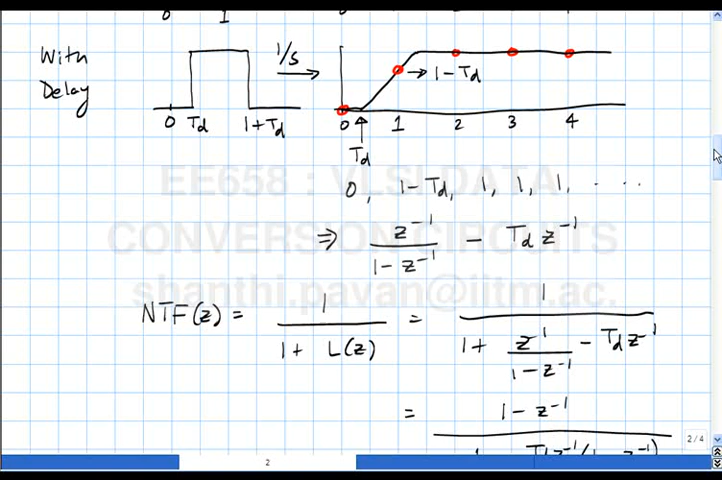 0 1
With
Delay
1/s
→ 1 - Td
0 Td 1+Td
0 1 2 3 4
Td
0, 1-Td, 1, 1, 1, .....
EE658 : VLSI DATA
CONVERSION CIRCUITS
shanthi.pavan@iitm.ac.
⇒ z^-1 / (1 - z^-1) - Td z^-1
NTF(z) = 1 / (1 + L(z)) = 1 / (1 + z^-1 / (1 - z^-1) - Td z^-1)
= 1 - z^-1
2/4
2